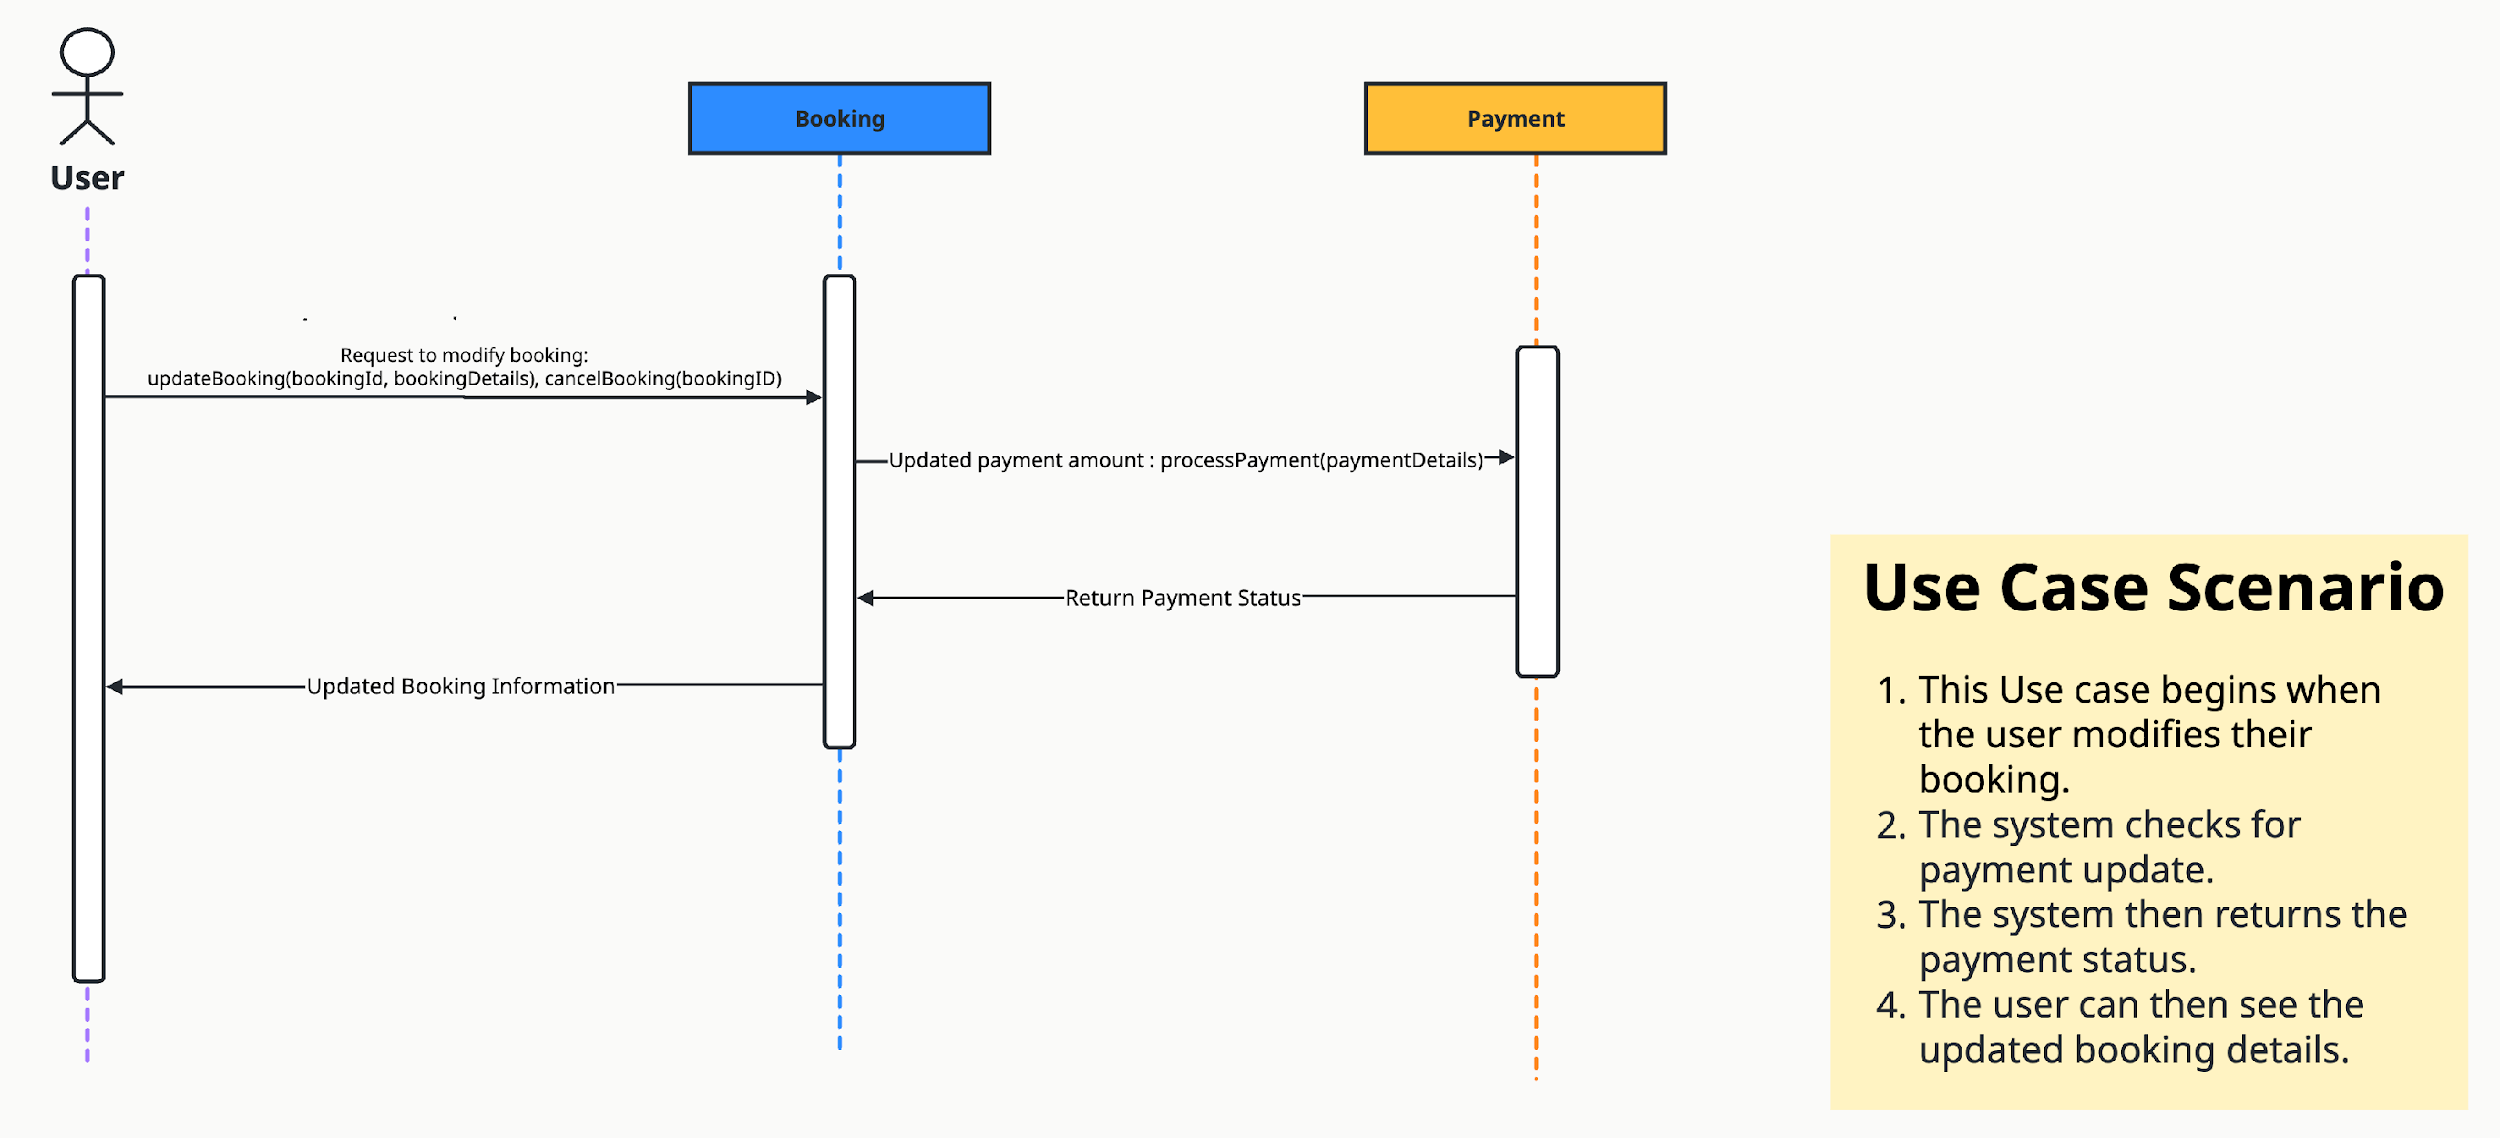 User
Booking
Payment
Request to modify booking:
updateBooking(bookingId, bookingDetails), cancelBooking(bookingID)
Updated payment amount : processPayment(paymentDetails)
Return Payment Status
Updated Booking Information
Use Case Scenario
1. This Use case begins when
the user modifies their
booking.
2. The system checks for
payment update.
3. The system then returns the
payment status.
4. The user can then see the
updated booking details.